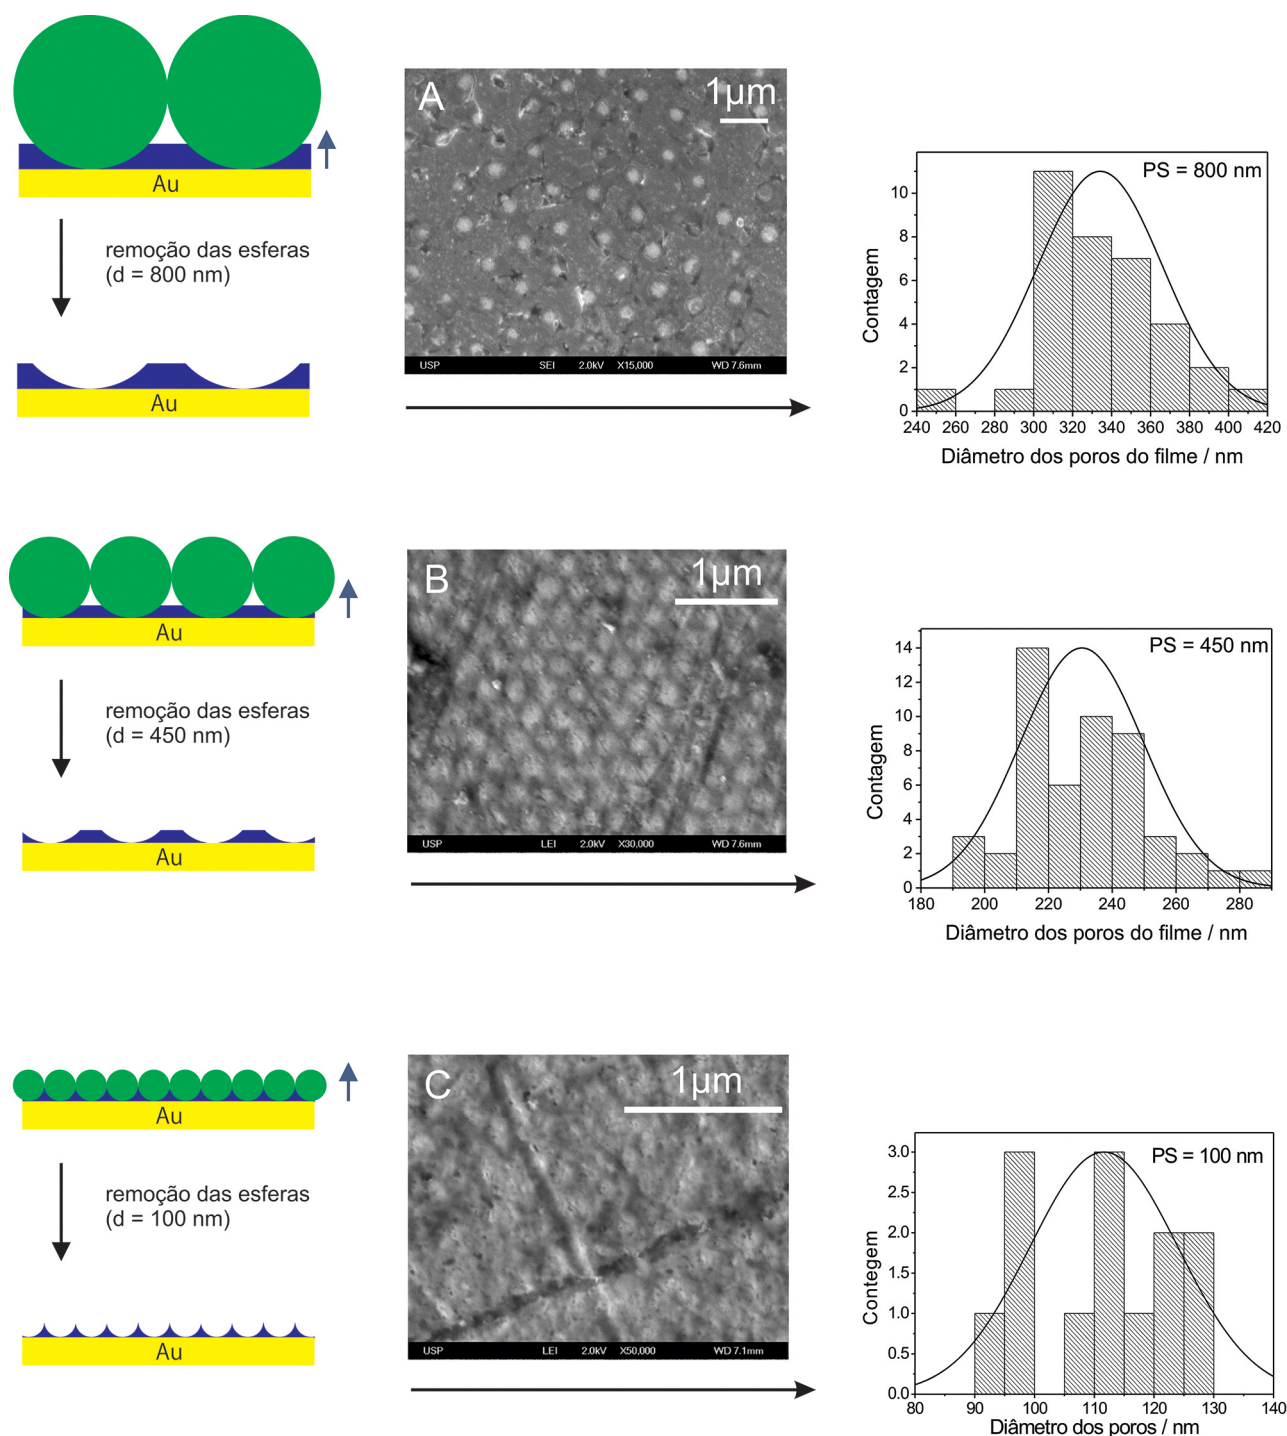 Au
remoção das esferas
(d = 800 nm)
Au
A
1µm
USP SEI 2.0kV X15,000 WD 7.6mm
PS = 800 nm
Contagem
10
8
6
4
2
0
240 260 280 300 320 340 360 380 400 420
Diâmetro dos poros do filme / nm
Au
remoção das esferas
(d = 450 nm)
Au
B
1µm
USP LEI 2.0kV X30,000 WD 7.6mm
PS = 450 nm
Contagem
14
12
10
8
6
4
2
0
180 200 220 240 260 280
Diâmetro dos poros do filme / nm
Au
remoção das esferas
(d = 100 nm)
Au
C
1µm
USP LEI 2.0kV X50,000 WD 7.1mm
PS = 100 nm
Contegem
3.0
2.5
2.0
1.5
1.0
0.5
0.0
80 90 100 110 120 130 140
Diâmetro dos poros / nm